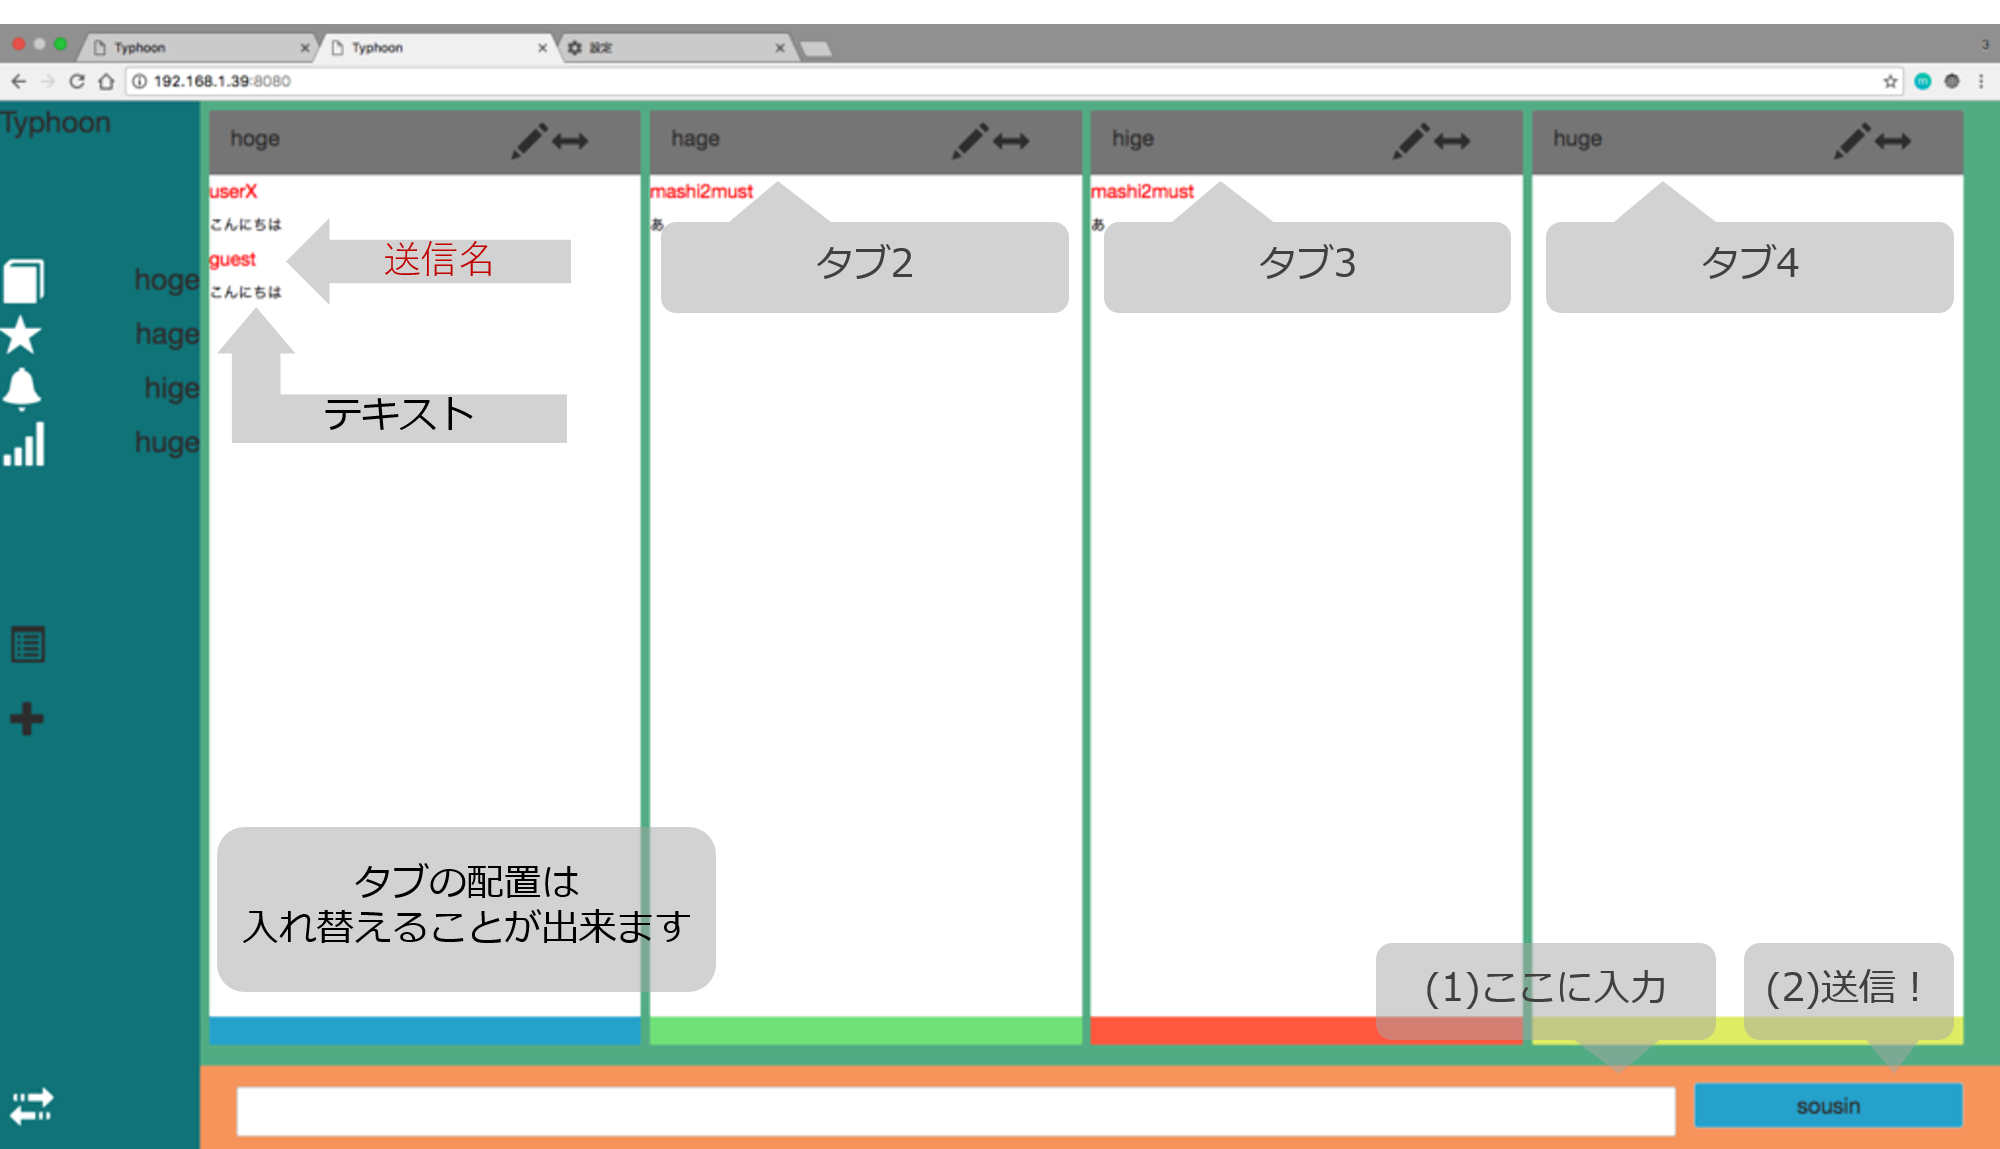 Typhoon
Typhoon
設定
3
192.168.1.39:8080
m
Typhoon
hoge
hage
hige
huge
hoge
userX
こんにちは
guest
こんにちは
送信名
テキスト
hage
mashi2must
あ
タブ2
hige
mashi2must
あ
タブ3
huge
タブ4
タブの配置は
入れ替えることが出来ます
(1)ここに入力
(2)送信！
sousin